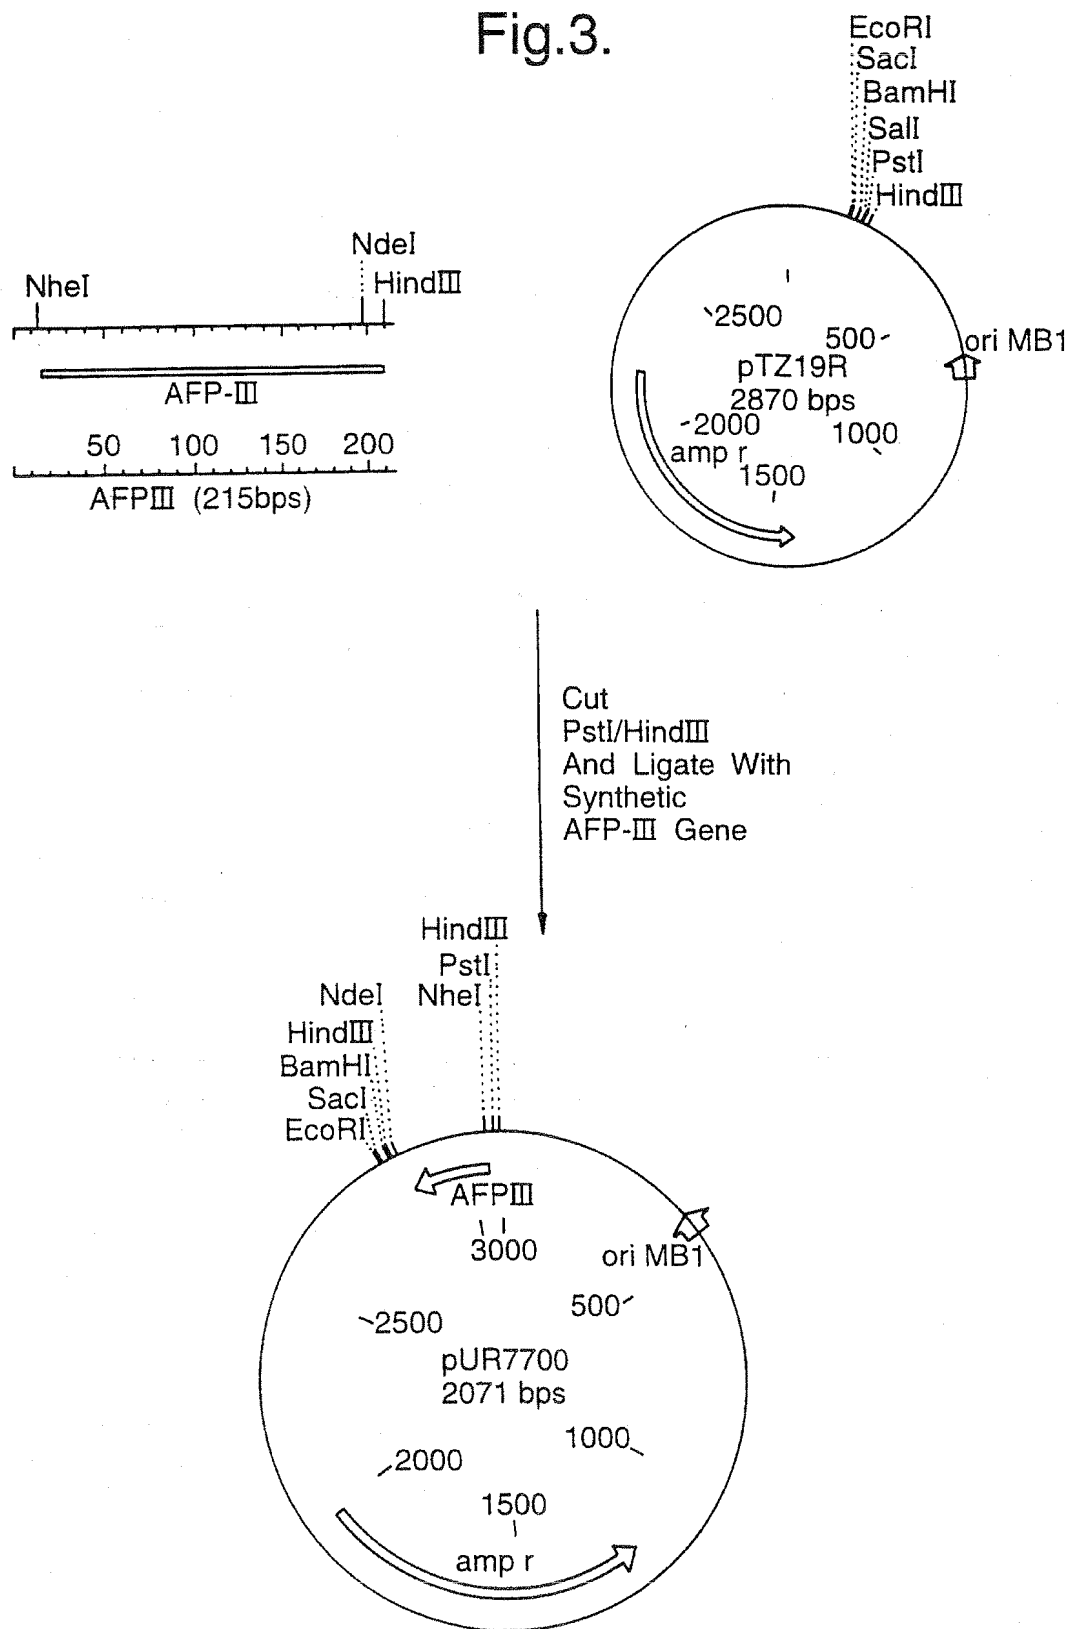 Fig.3.
EcoRI
SacI
BamHI
SalI
PstI
HindIII
NdeI
HindIII
NheI
AFP-III
50 100 150 200
AFPIII (215bps)
2500
500
ori MB1
pTZ19R
2870 bps
2000
1000
amp r
1500
Cut
PstI/HindIII
And Ligate With
Synthetic
AFP-III Gene
HindIII
PstI
NheI
NdeI
HindIII
BamHI
SacI
EcoRI
AFPIII
3000
ori MB1
500
2500
pUR7700
2071 bps
1000
2000
1500
amp r